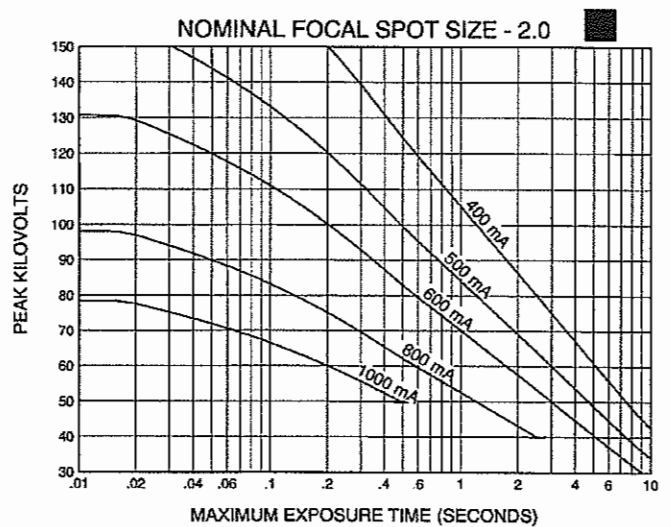 NOMINAL FOCAL SPOT SIZE - 2.0
PEAK KILOVOLTS
150
140
130
120
110
100
90
80
70
60
50
40
30
400 mA
500 mA
600 mA
800 mA
1000 mA
.01 .02 .04 .06 .1 .2 .4 .6 1 2 4 6 10
MAXIMUM EXPOSURE TIME (SECONDS)